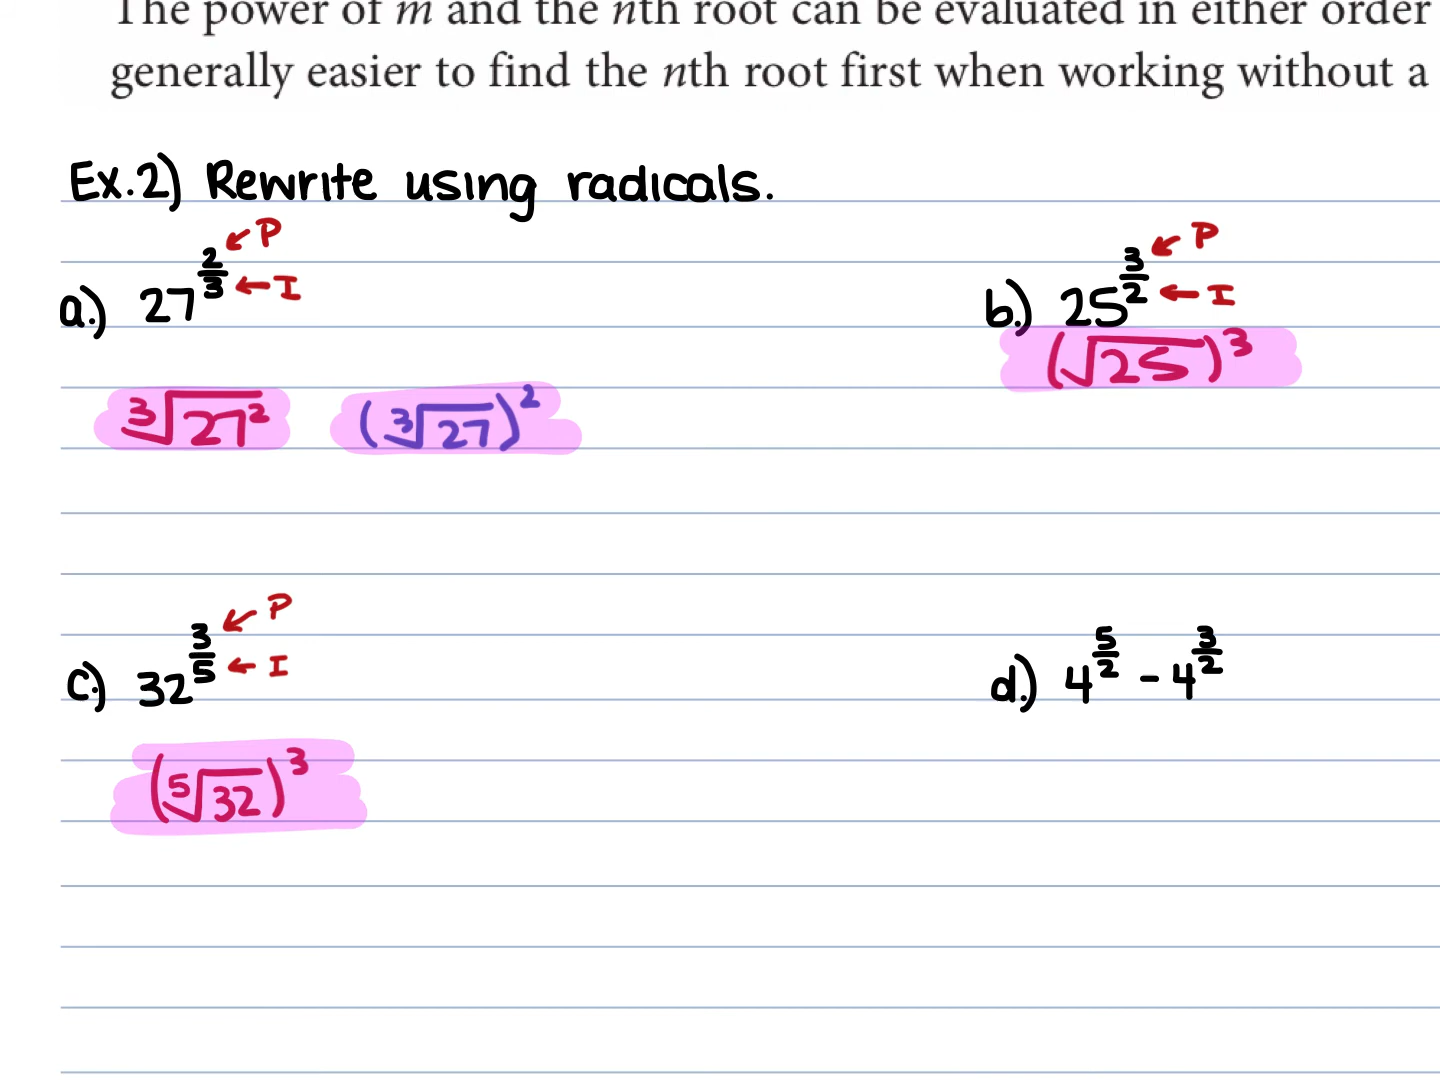 The power of m and the nth root can be evaluated in either order
generally easier to find the nth root first when working without a
Ex.2) Rewrite using radicals.
a.) 27^(2/3) ← P ← I
b.) 25^(3/2) ← P ← I
(√25)³
³√27² (³√27)²
c.) 32^(3/5) ← P ← I
d.) 4^(5/2) - 4^(3/2)
(⁵√32)³